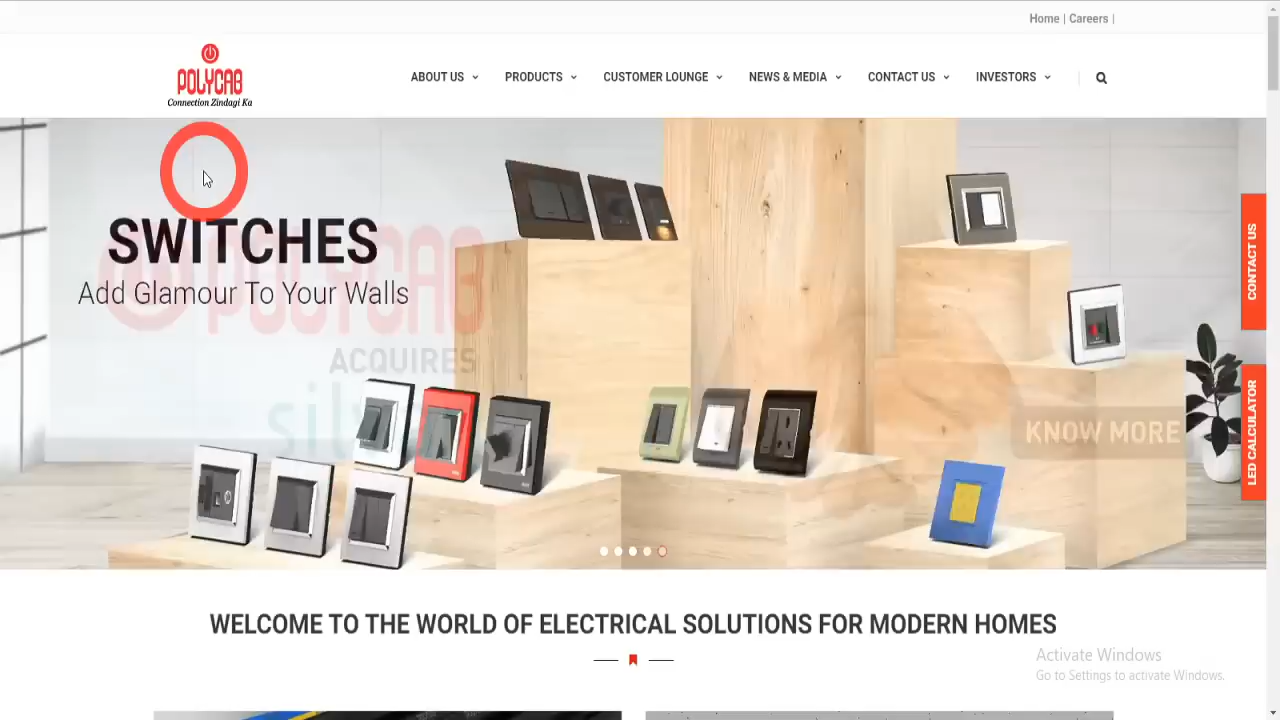 Home | Careers |
POLYCAB
Connection Zindagi Ka
ABOUT US PRODUCTS CUSTOMER LOUNGE NEWS & MEDIA CONTACT US INVESTORS
SWITCHES
Add Glamour To Your Walls
POLYCAB
ACQUIRES
KNOW MORE
CONTACT US
LED CALCULATOR
WELCOME TO THE WORLD OF ELECTRICAL SOLUTIONS FOR MODERN HOMES
Activate Windows
Go to Settings to activate Windows.